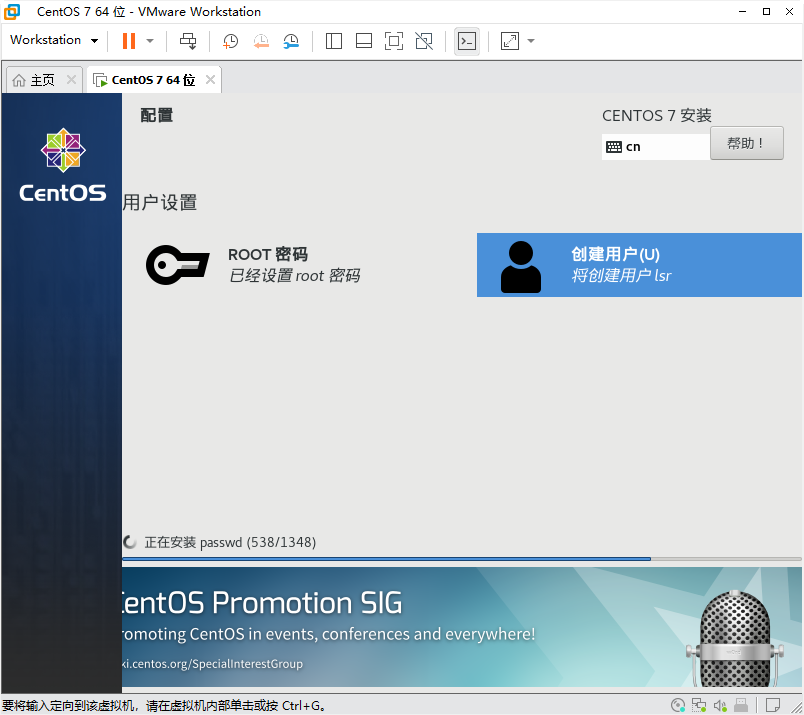 CentOS 7 64 位 - VMware Workstation
Workstation
主页
CentOS 7 64 位
CentOS
配置
CENTOS 7 安装
cn
帮助！
用户设置
ROOT 密码
已经设置 root 密码
创建用户(U)
将创建用户 lsr
正在安装 passwd (538/1348)
CentOS Promotion SIG
romoting CentOS in events, conferences and everywhere!
ki.centos.org/SpecialInterestGroup
要将输入定向到该虚拟机，请在虚拟机内部单击或按 Ctrl+G。